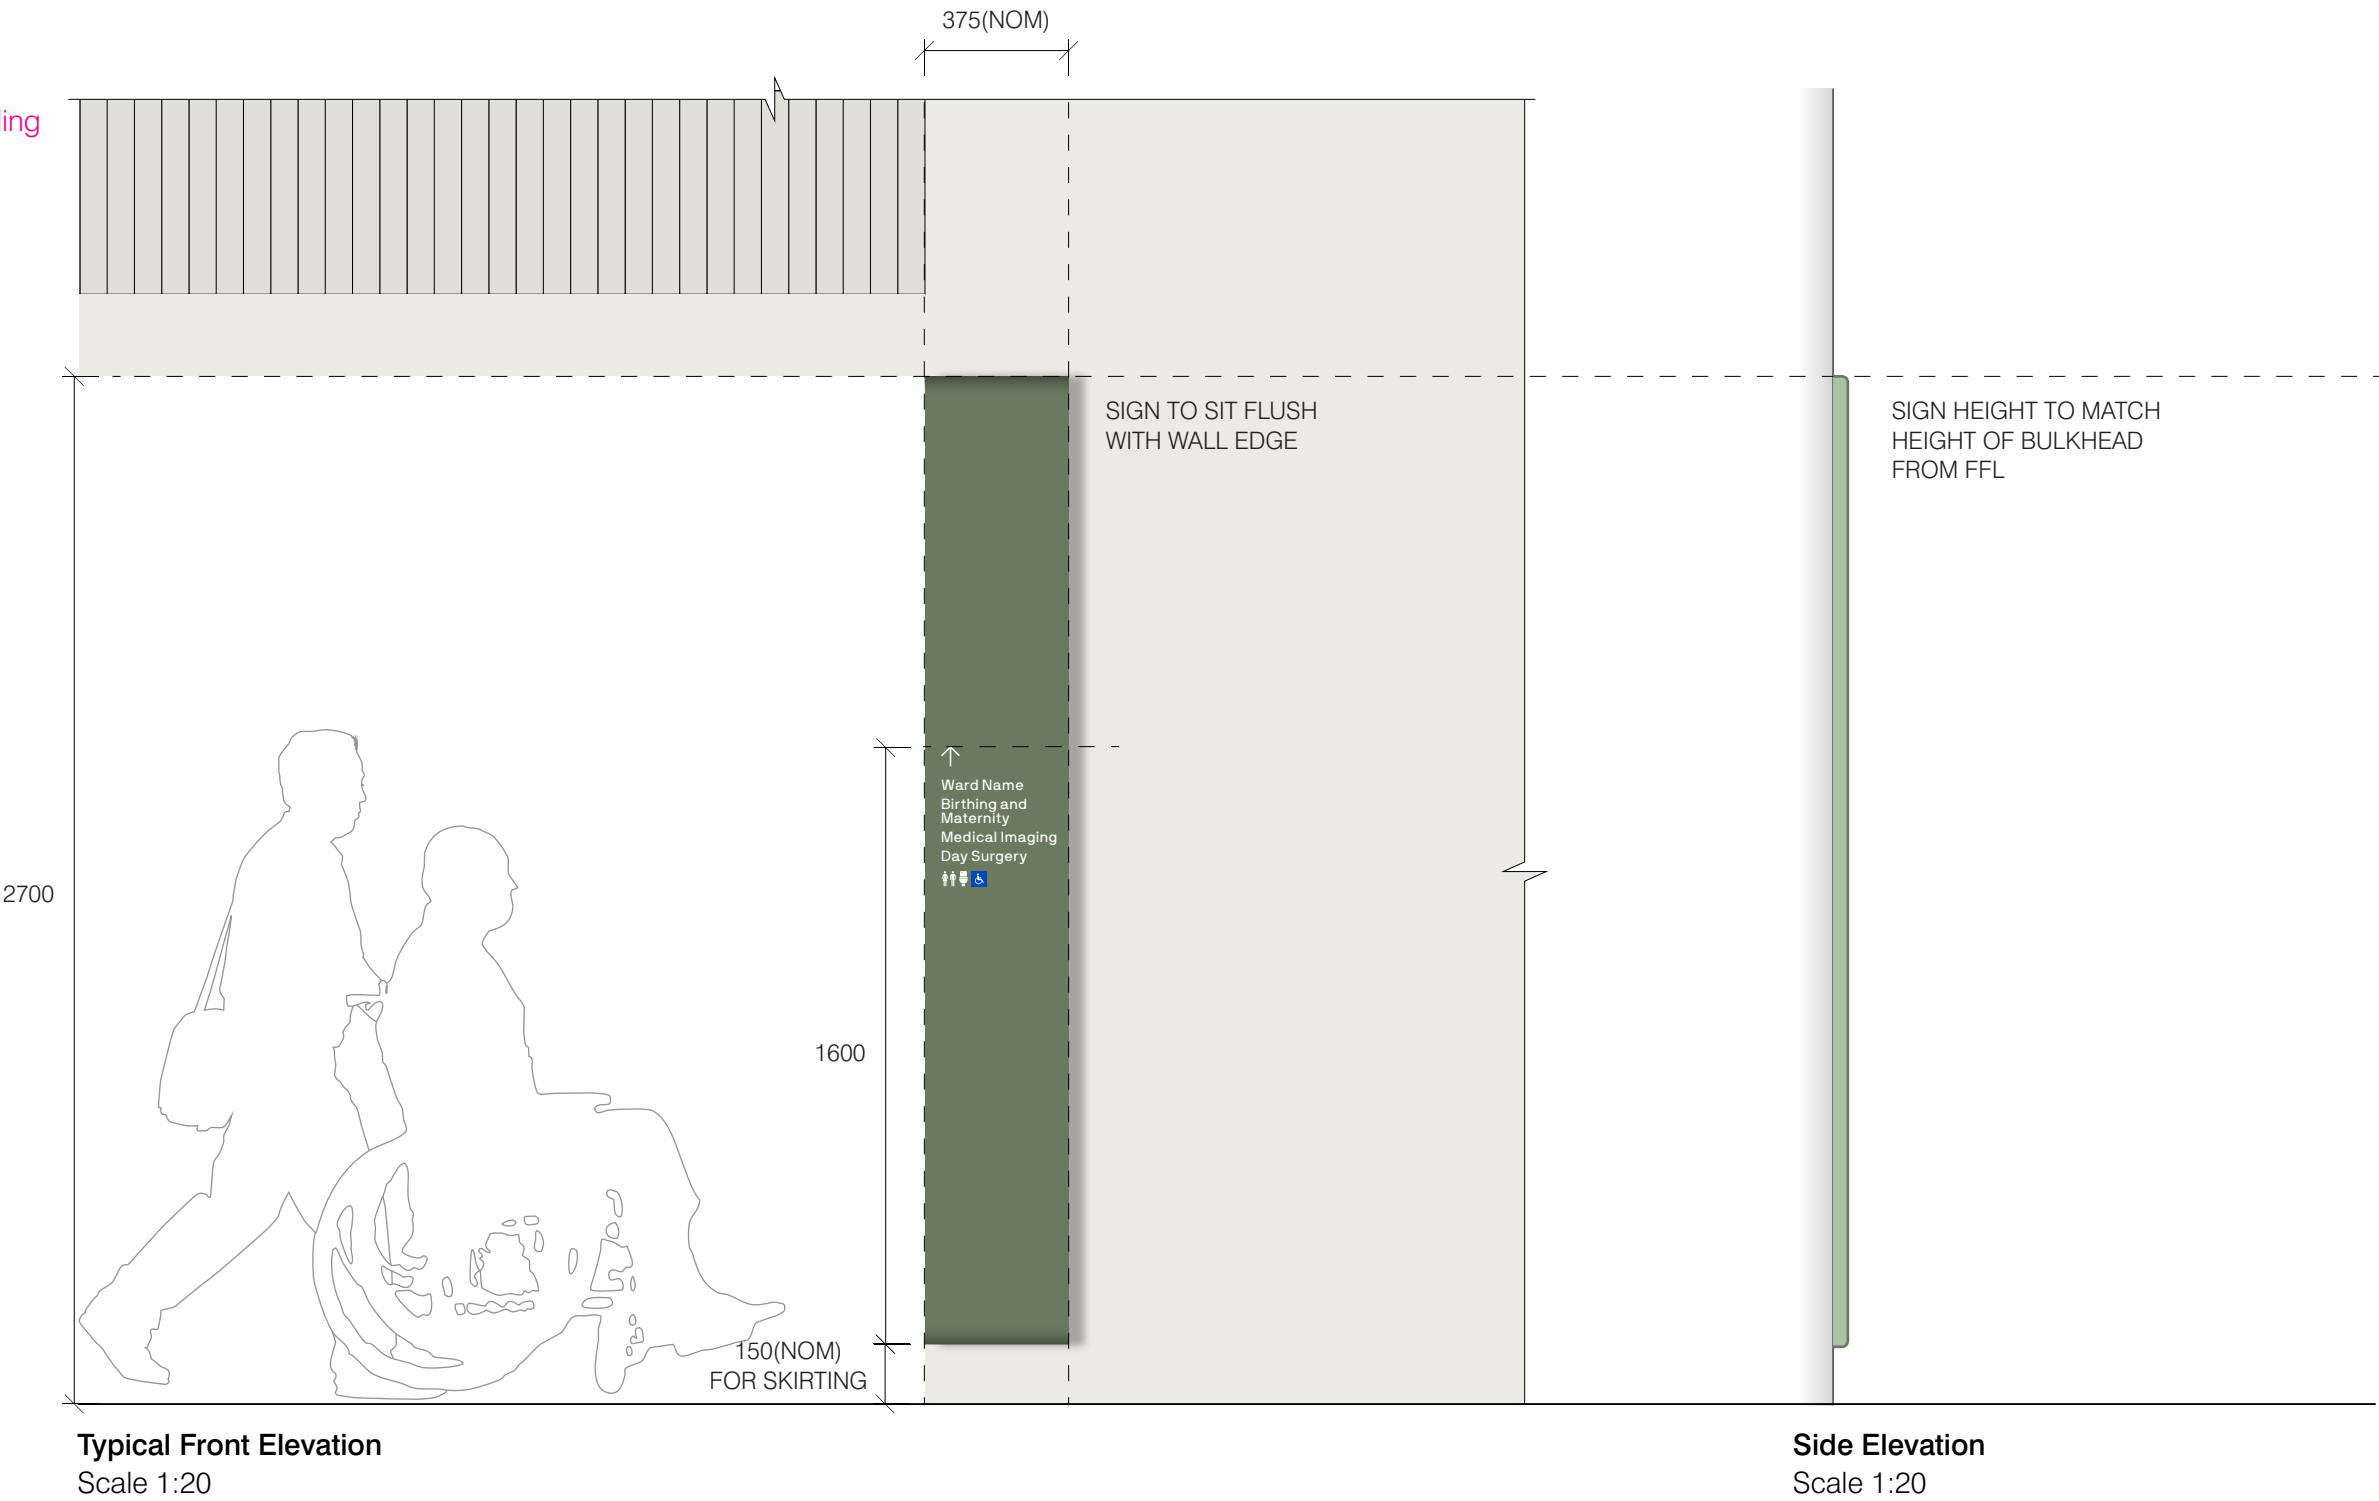 375(NOM)
ing
SIGN TO SIT FLUSH
WITH WALL EDGE
SIGN HEIGHT TO MATCH
HEIGHT OF BULKHEAD
FROM FFL
Ward Name
Birthing and
Maternity
Medical Imaging
Day Surgery
2700
1600
150(NOM)
FOR SKIRTING
Typical Front Elevation
Scale 1:20
Side Elevation
Scale 1:20